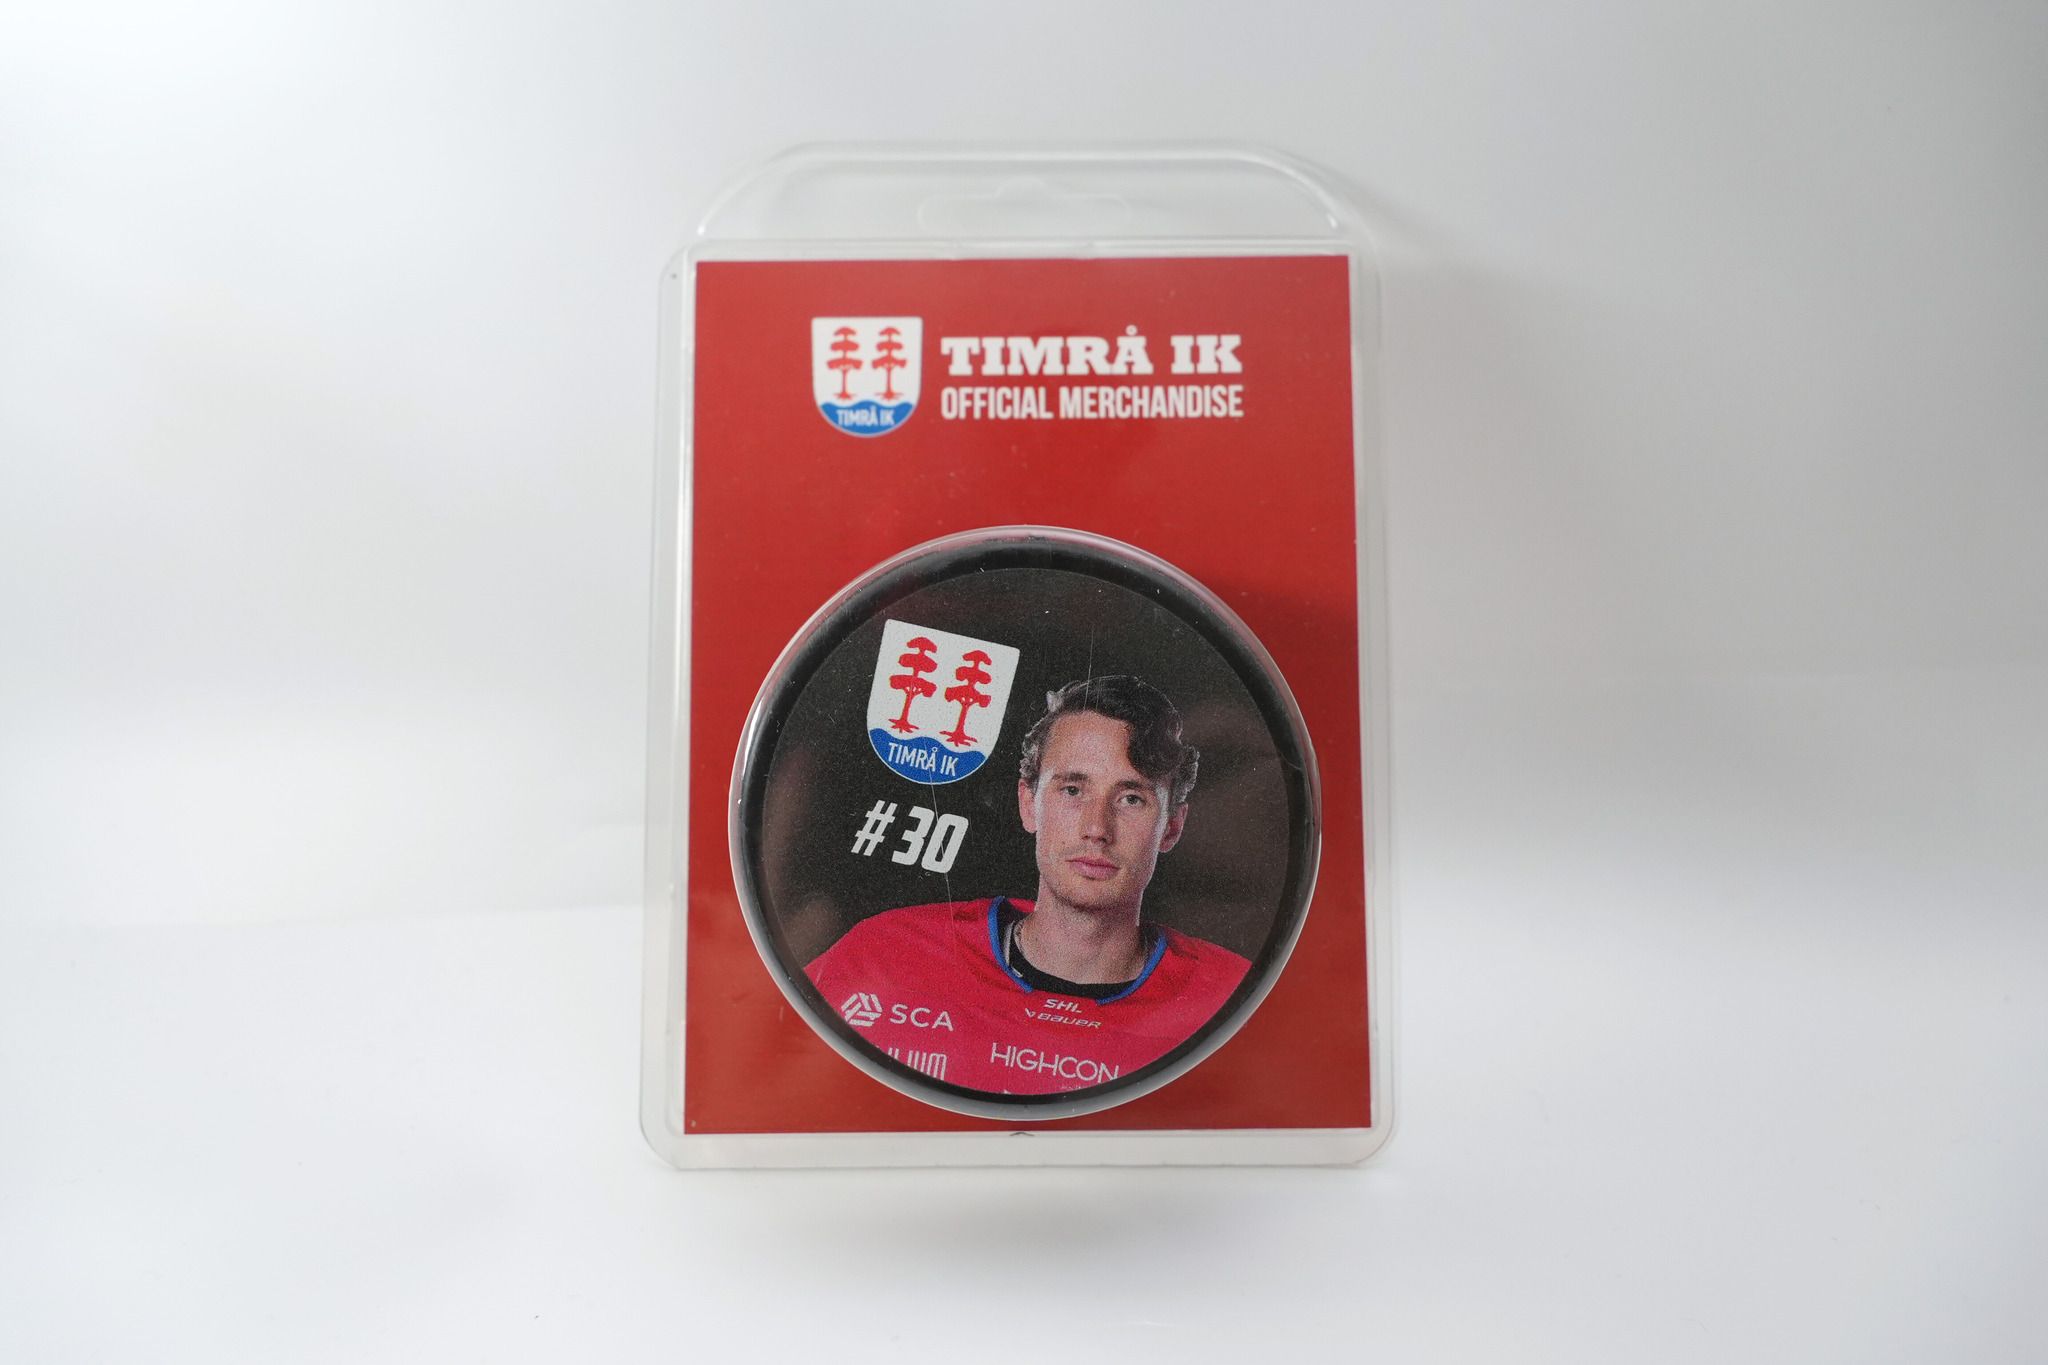 TIMRÅ IK
OFFICIAL MERCHANDISE
TIMRÅ IK
TIMRÅ IK
#30
SHL
BAUER
SCA
HIGHCON